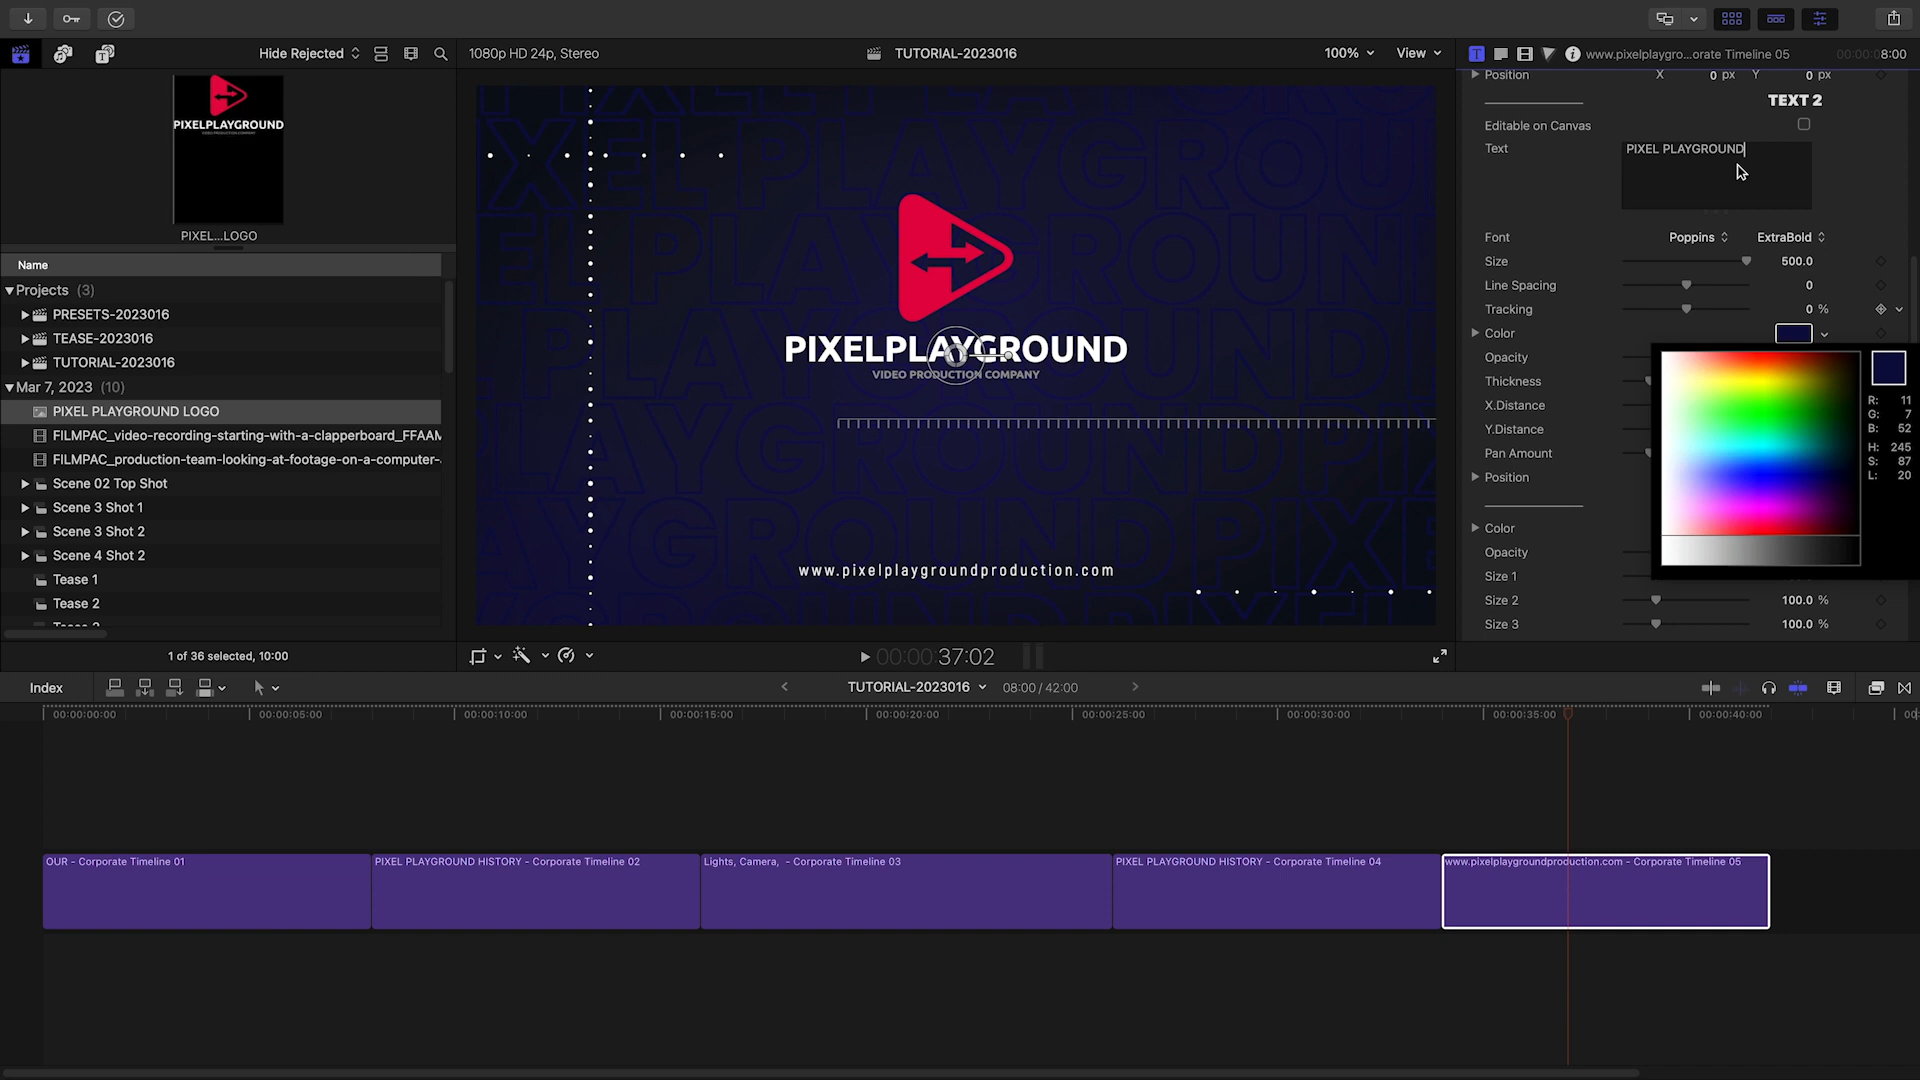 Hide Rejected
1080p HD 24p, Stereo
TUTORIAL-2023016
100%
View
www.pixelplaygro...orate Timeline 05
00:00:08:00
PIXELPLAYGROUND
PIXEL...LOGO
Name
Projects (3)
PRESETS-2023016
TEASE-2023016
TUTORIAL-2023016
Mar 7, 2023 (10)
PIXEL PLAYGROUND LOGO
FILMPAC_video-recording-starting-with-a-clapperboard_FFAAM
FILMPAC_production-team-looking-at-footage-on-a-computer-
Scene 02 Top Shot
Scene 3 Shot 1
Scene 3 Shot 2
Scene 4 Shot 2
Tease 1
Tease 2
1 of 36 selected, 10:00
PIXELPLAYGROUND
VIDEO PRODUCTION COMPANY
www.pixelplaygroundproduction.com
00:00:37:02
Position X 0 px Y 0 px
TEXT 2
Editable on Canvas
Text PIXEL PLAYGROUND
Font Poppins ExtraBold
Size 500.0
Line Spacing 0
Tracking 0 %
Color
Opacity
Thickness
X.Distance
Y.Distance
Pan Amount
Position
Color
Opacity
Size 1
Size 2 100.0 %
Size 3 100.0 %
R: 11
G: 7
B: 52
H: 245
S: 87
L: 20
Index
TUTORIAL-2023016
08:00 / 42:00
00:00:00:00
00:00:05:00
00:00:10:00
00:00:15:00
00:00:20:00
00:00:25:00
00:00:30:00
00:00:35:00
00:00:40:00
OUR - Corporate Timeline 01
PIXEL PLAYGROUND HISTORY - Corporate Timeline 02
Lights, Camera, - Corporate Timeline 03
PIXEL PLAYGROUND HISTORY - Corporate Timeline 04
www.pixelplaygroundproduction.com - Corporate Timeline 05